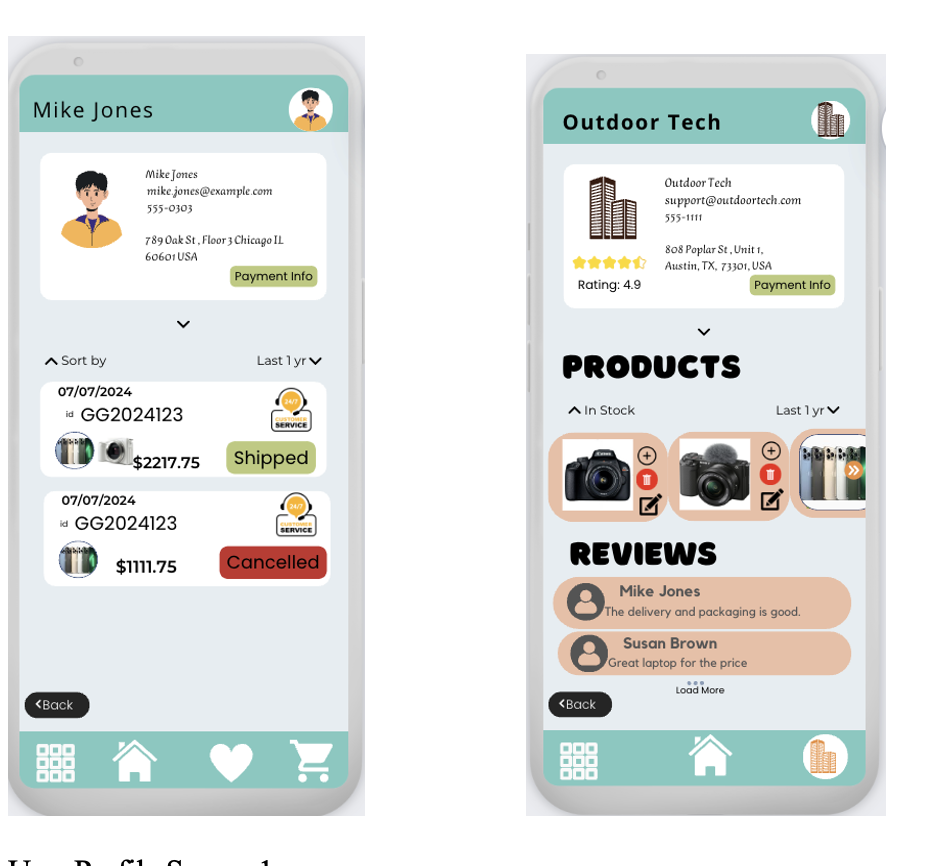 Mike Jones
Mike Jones
mike.jones@example.com
555-0303
789 Oak St , Floor 3 Chicago IL
60601 USA
Payment Info
Sort by
Last 1 yr
07/07/2024
id GG2024123
24/7
CUSTOMER
SERVICE
$2217.75
Shipped
07/07/2024
id GG2024123
24/7
CUSTOMER
SERVICE
$1111.75
Cancelled
Back
Outdoor Tech
Outdoor Tech
support@outdoortech.com
555-1111
808 Poplar St , Unit 1,
Austin, TX, 73301, USA
Rating: 4.9
Payment Info
PRODUCTS
In Stock
Last 1 yr
REVIEWS
Mike Jones
The delivery and packaging is good.
Susan Brown
Great laptop for the price
Load More
Back